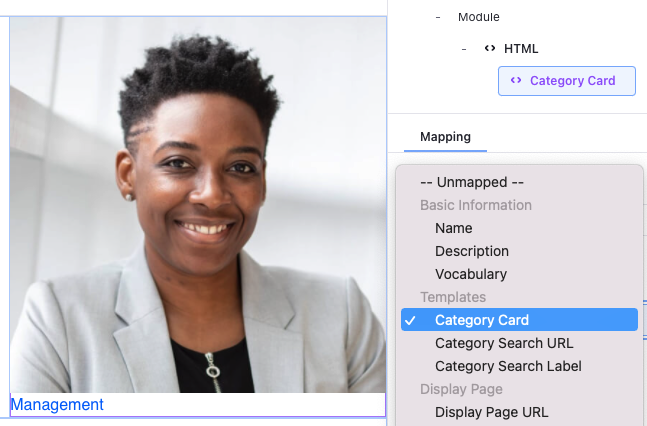 Module
HTML
Category Card
Mapping
-- Unmapped --
Basic Information
Name
Description
Vocabulary
Templates
Category Card
Category Search URL
Category Search Label
Display Page
Display Page URL
Management